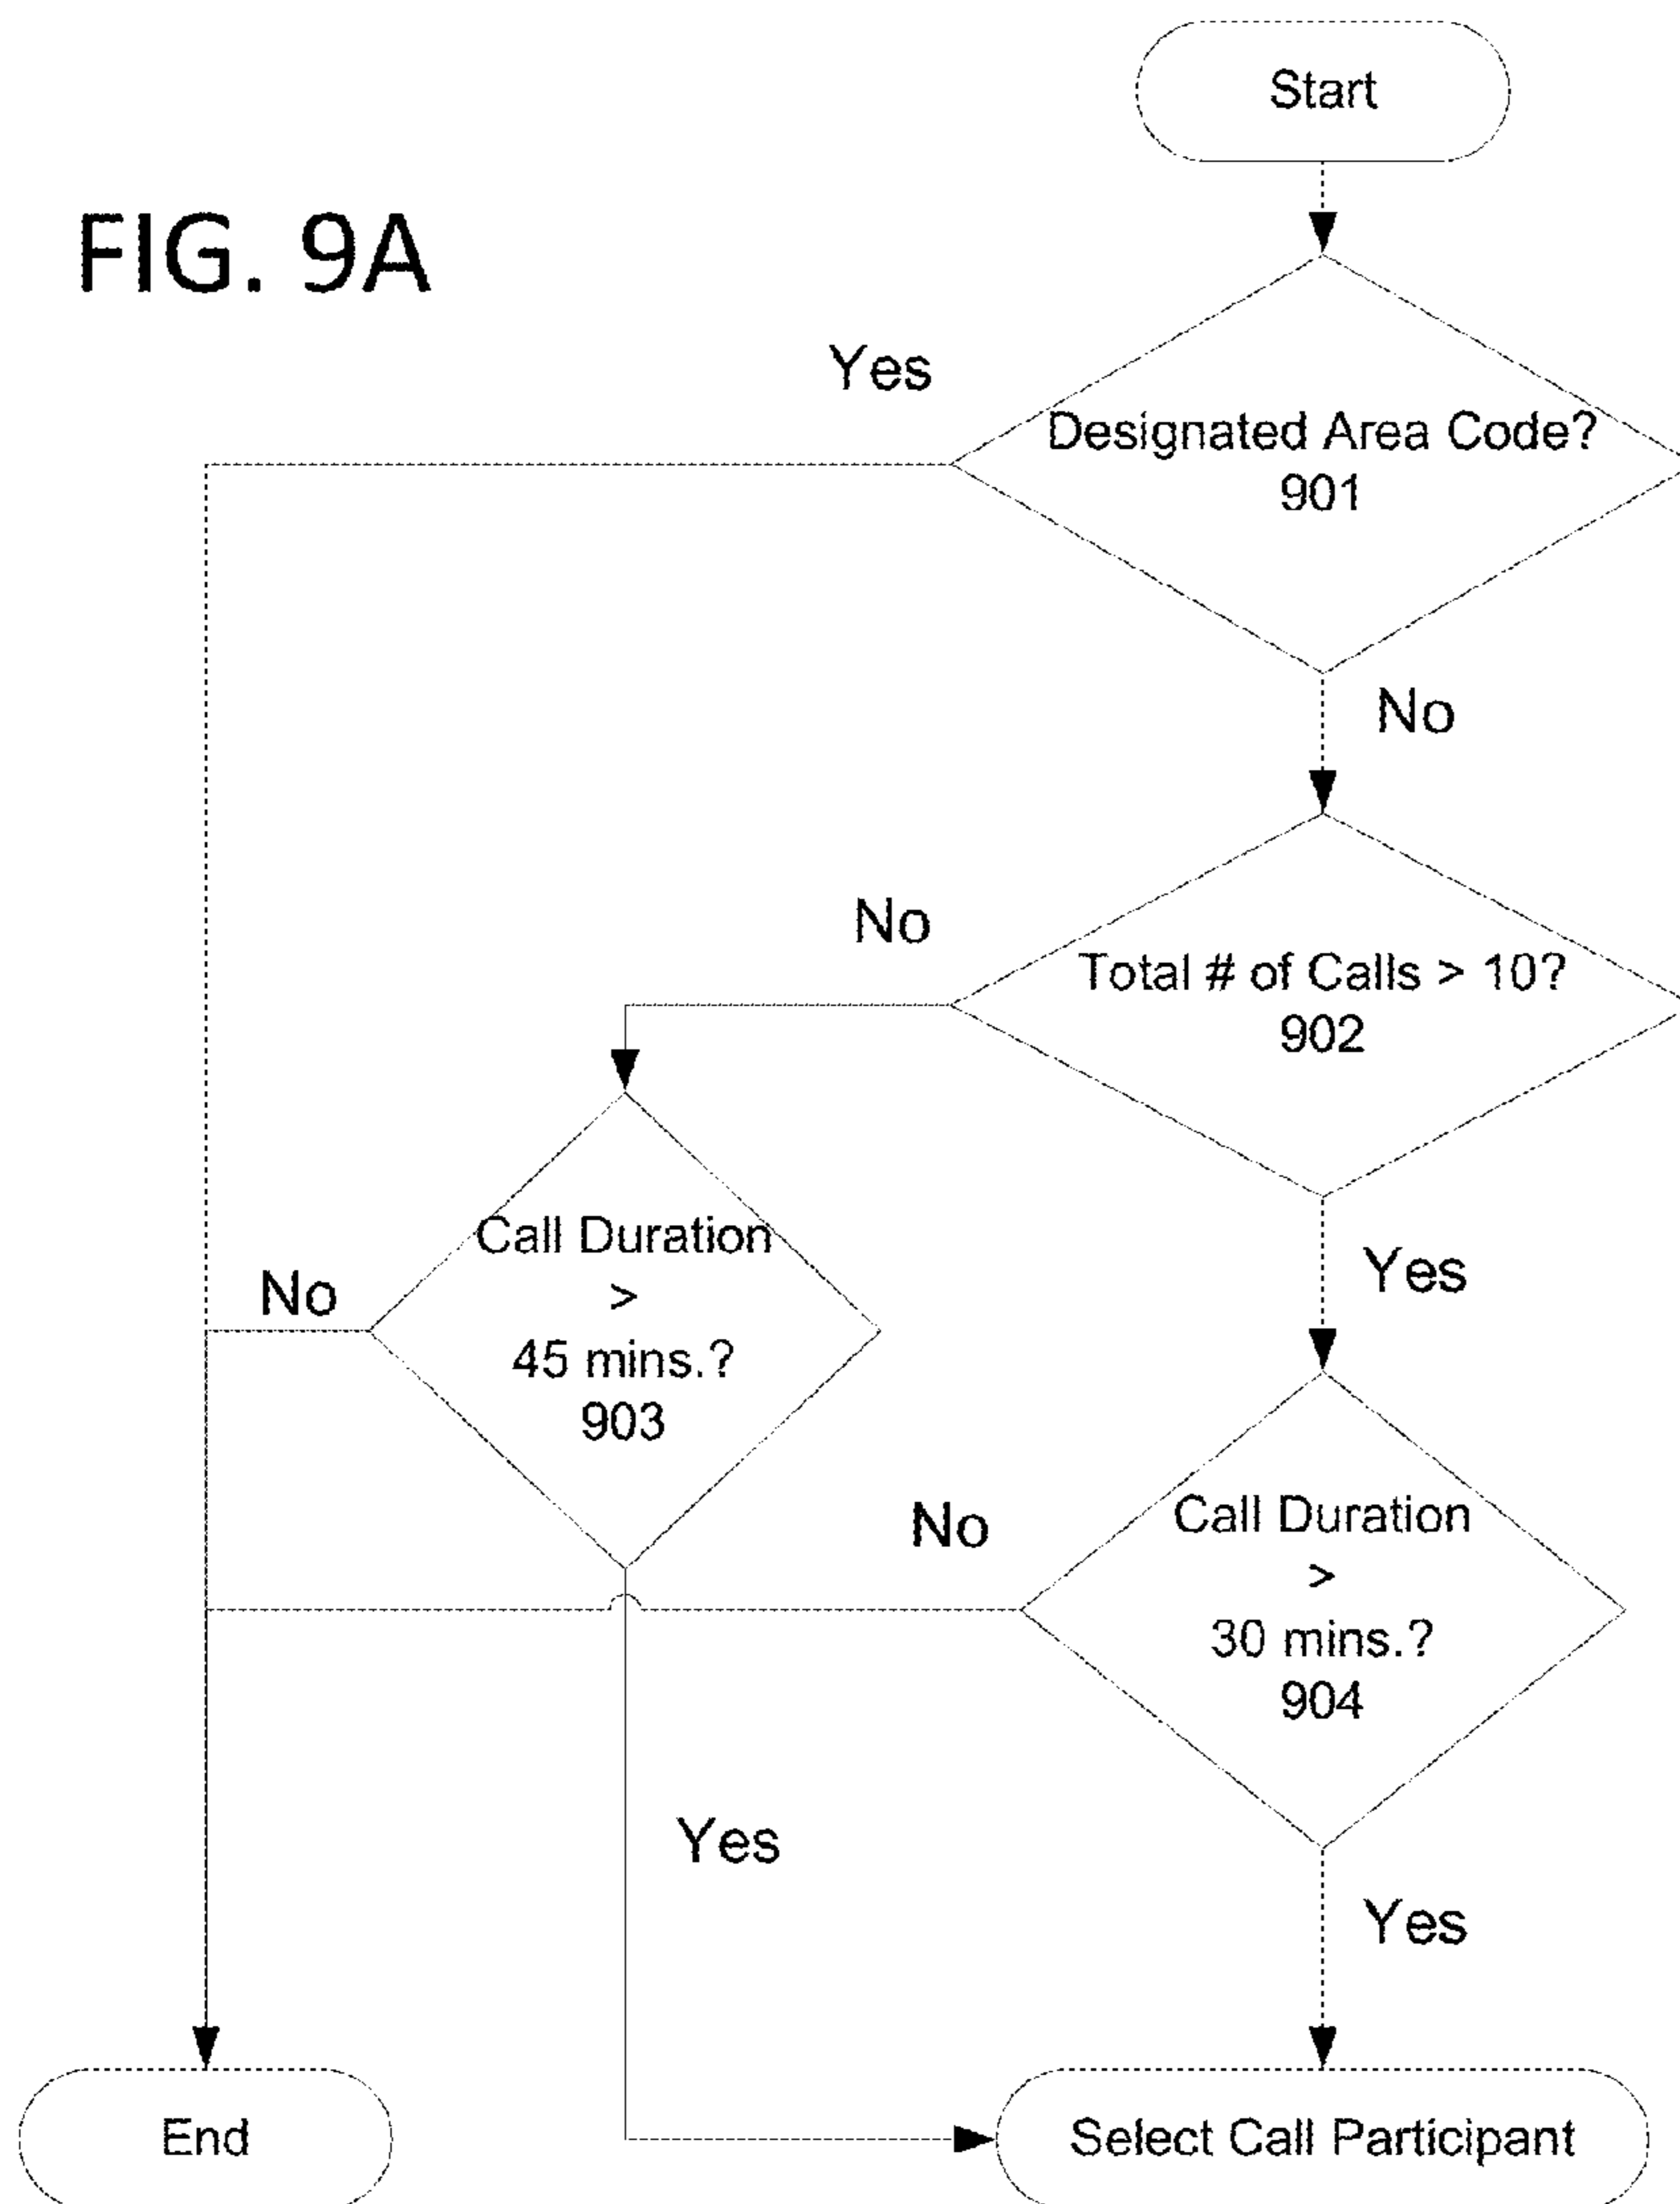 Start
FIG. 9A
Yes
Designated Area Code?
901
No
No
Total # of Calls > 10?
902
Call Duration
>
45 mins.?
903
No
Yes
Call Duration
>
30 mins.?
904
No
Yes
Yes
End
Select Call Participant